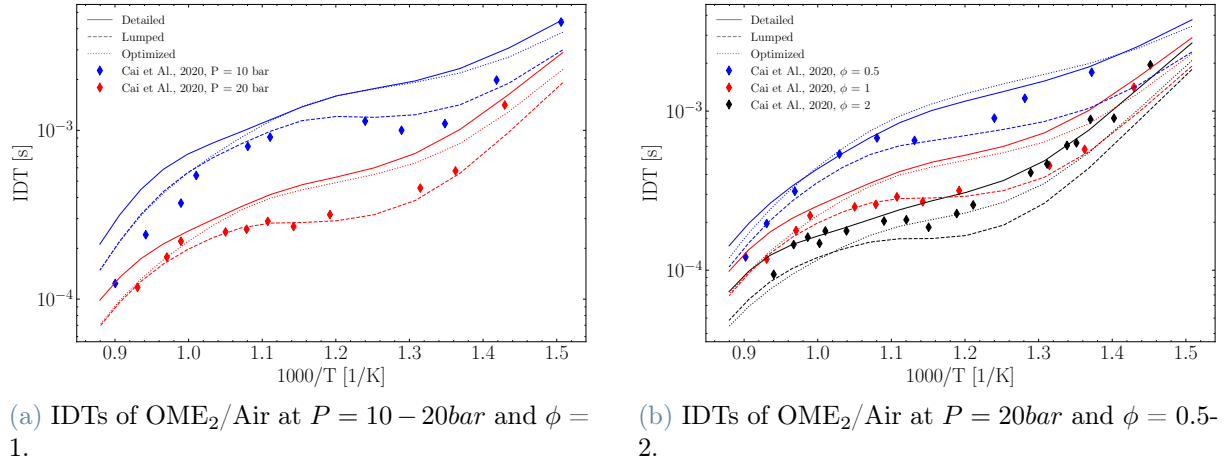 Detailed
Lumped
Optimized
Cai et Al., 2020, P = 10 bar
Cai et Al., 2020, P = 20 bar
IDT [s]
10⁻³
10⁻⁴
0.9 1.0 1.1 1.2 1.3 1.4 1.5
1000/T [1/K]
(a) IDTs of OME₂/Air at P = 10 − 20bar and ϕ =
1.
Detailed
Lumped
Optimized
Cai et Al., 2020, ϕ = 0.5
Cai et Al., 2020, ϕ = 1
Cai et Al., 2020, ϕ = 2
IDT [s]
10⁻³
10⁻⁴
0.9 1.0 1.1 1.2 1.3 1.4 1.5
1000/T [1/K]
(b) IDTs of OME₂/Air at P = 20bar and ϕ = 0.5-
2.